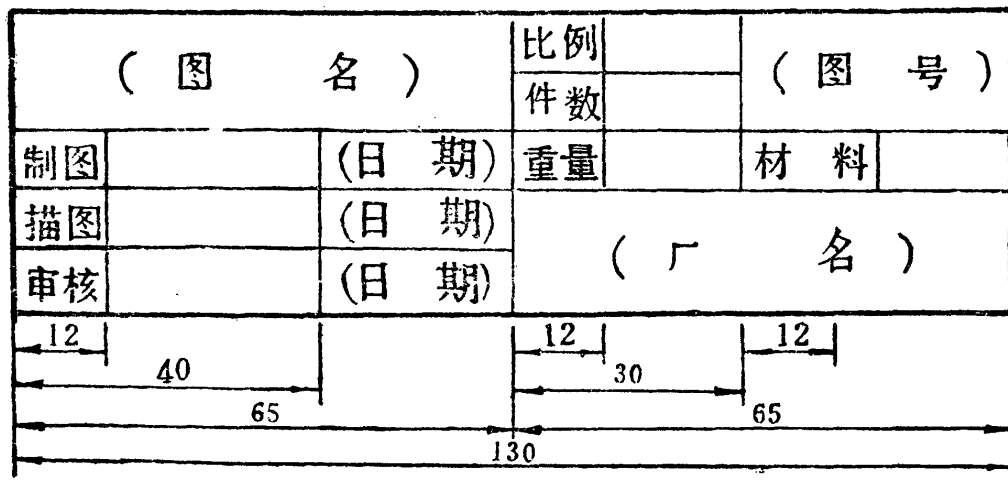 (图 名) 比例 (图 号)
件数
制图 (日 期) 重量 材 料
描图 (日 期) (厂 名)
审核 (日 期)
12 12 12
40 30
65 65
130